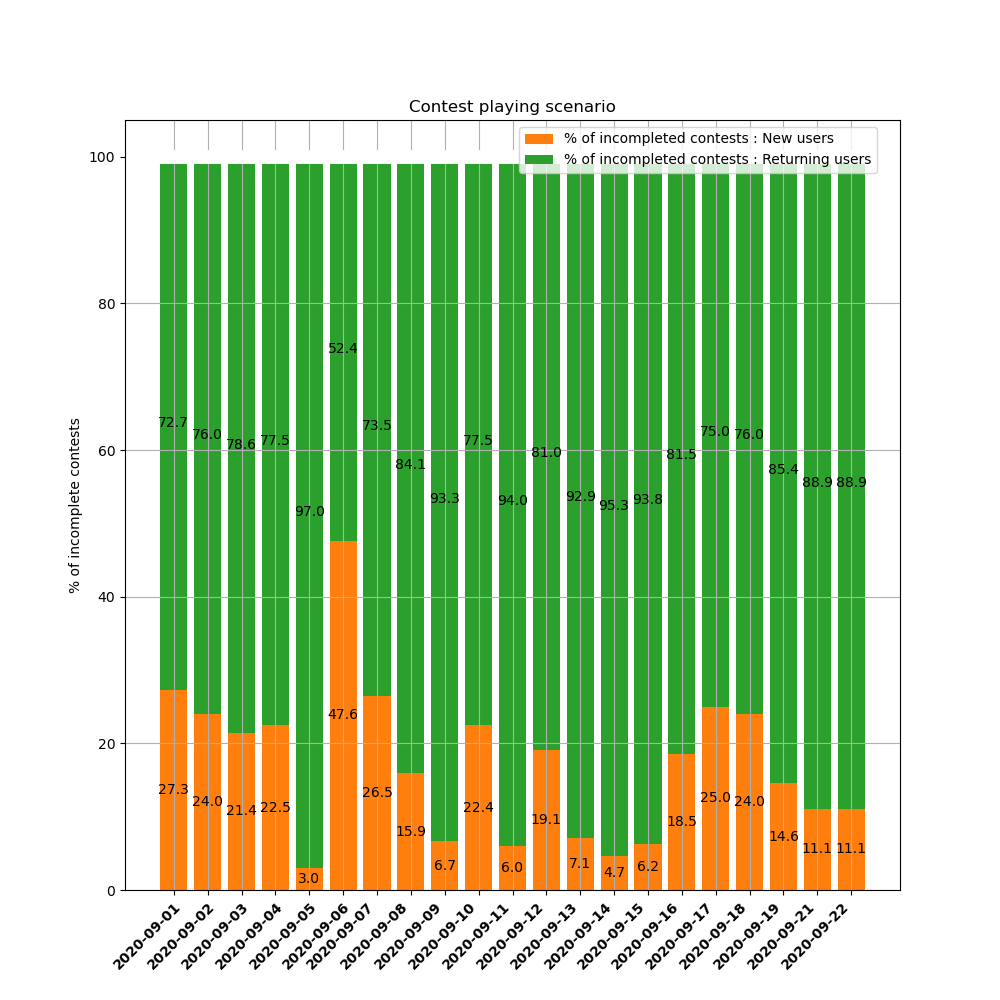 Contest playing scenario
% of incompleted contests : New users
% of incompleted contests : Returning users
% of incomplete contests
100
80
60
40
20
0
72.7 76.0 78.6 77.5 97.0 52.4 73.5 84.1 93.3 77.5 94.0 81.0 92.9 95.3 93.8 81.5 75.0 76.0 85.4 88.9 88.9
27.3 24.0 21.4 22.5 3.0 47.6 26.5 15.9 6.7 22.4 6.0 19.1 7.1 4.7 6.2 18.5 25.0 24.0 14.6 11.1 11.1
2020-09-01 2020-09-02 2020-09-03 2020-09-04 2020-09-05 2020-09-06 2020-09-07 2020-09-08 2020-09-09 2020-09-10 2020-09-11 2020-09-12 2020-09-13 2020-09-14 2020-09-15 2020-09-16 2020-09-17 2020-09-18 2020-09-19 2020-09-21 2020-09-22